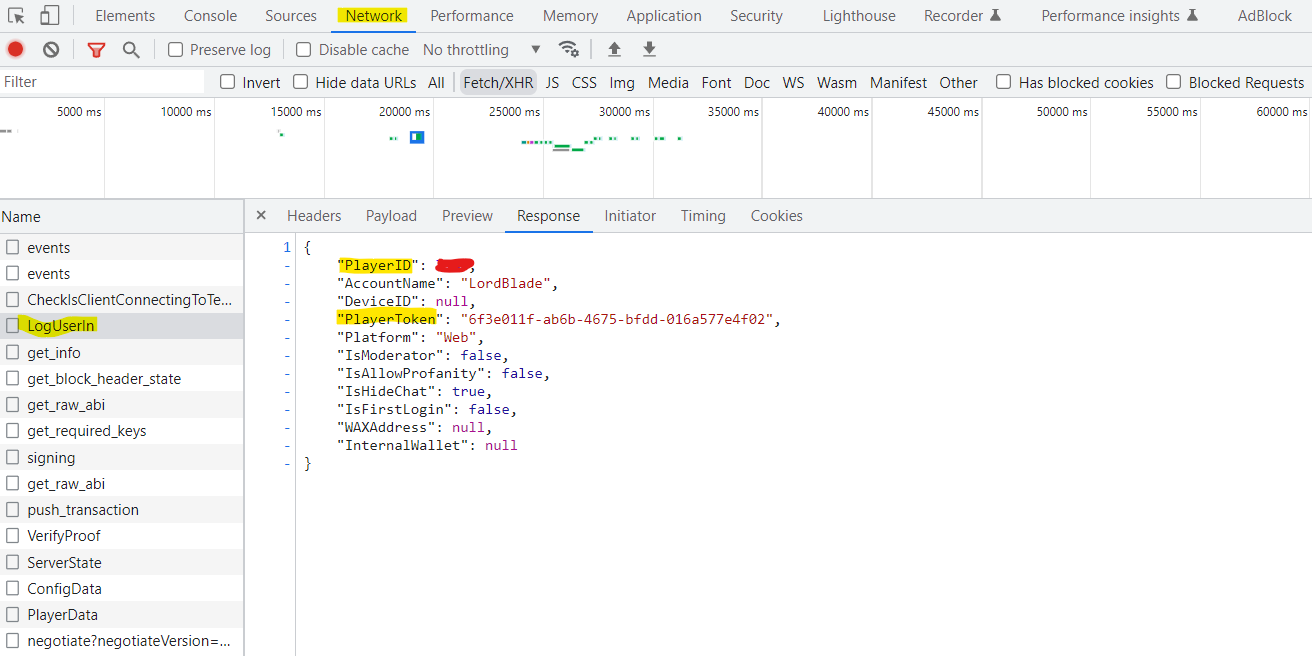 Elements Console Sources Network Performance Memory Application Security Lighthouse Recorder Performance insights AdBlock
Preserve log Disable cache No throttling
Filter Invert Hide data URLs All Fetch/XHR JS CSS Img Media Font Doc WS Wasm Manifest Other Has blocked cookies Blocked Requests
5000 ms 10000 ms 15000 ms 20000 ms 25000 ms 30000 ms 35000 ms 40000 ms 45000 ms 50000 ms 55000 ms 60000 ms
Name
events
events
CheckIsClientConnectingToTe...
LogUserIn
get_info
get_block_header_state
get_raw_abi
get_required_keys
signing
get_raw_abi
push_transaction
VerifyProof
ServerState
ConfigData
PlayerData
negotiate?negotiateVersion=...
× Headers Payload Preview Response Initiator Timing Cookies
1 {
- "PlayerID": ,
- "AccountName": "LordBlade",
- "DeviceID": null,
- "PlayerToken": "6f3e011f-ab6b-4675-bfdd-016a577e4f02",
- "Platform": "Web",
- "IsModerator": false,
- "IsAllowProfanity": false,
- "IsHideChat": true,
- "IsFirstLogin": false,
- "WAXAddress": null,
- "InternalWallet": null
- }